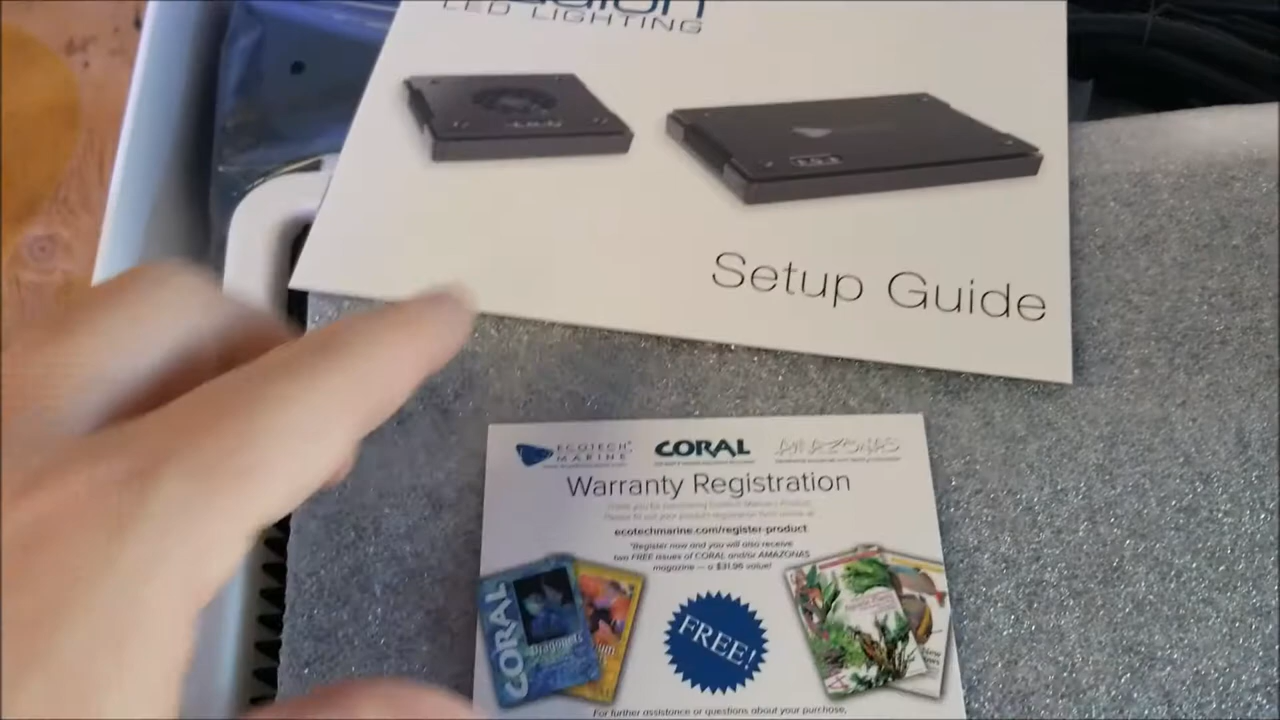 LED LIGHTING
Setup Guide
ECOTECH
MARINE
CORAL
AMAZONAS
Warranty Registration
ecotechmarine.com/register-product
*Register now and you will also receive
two FREE issues of CORAL and/or AMAZONAS
magazine — a $31.96 value!
CORAL
Dragonets
FREE!
For further assistance or questions about your purchase,